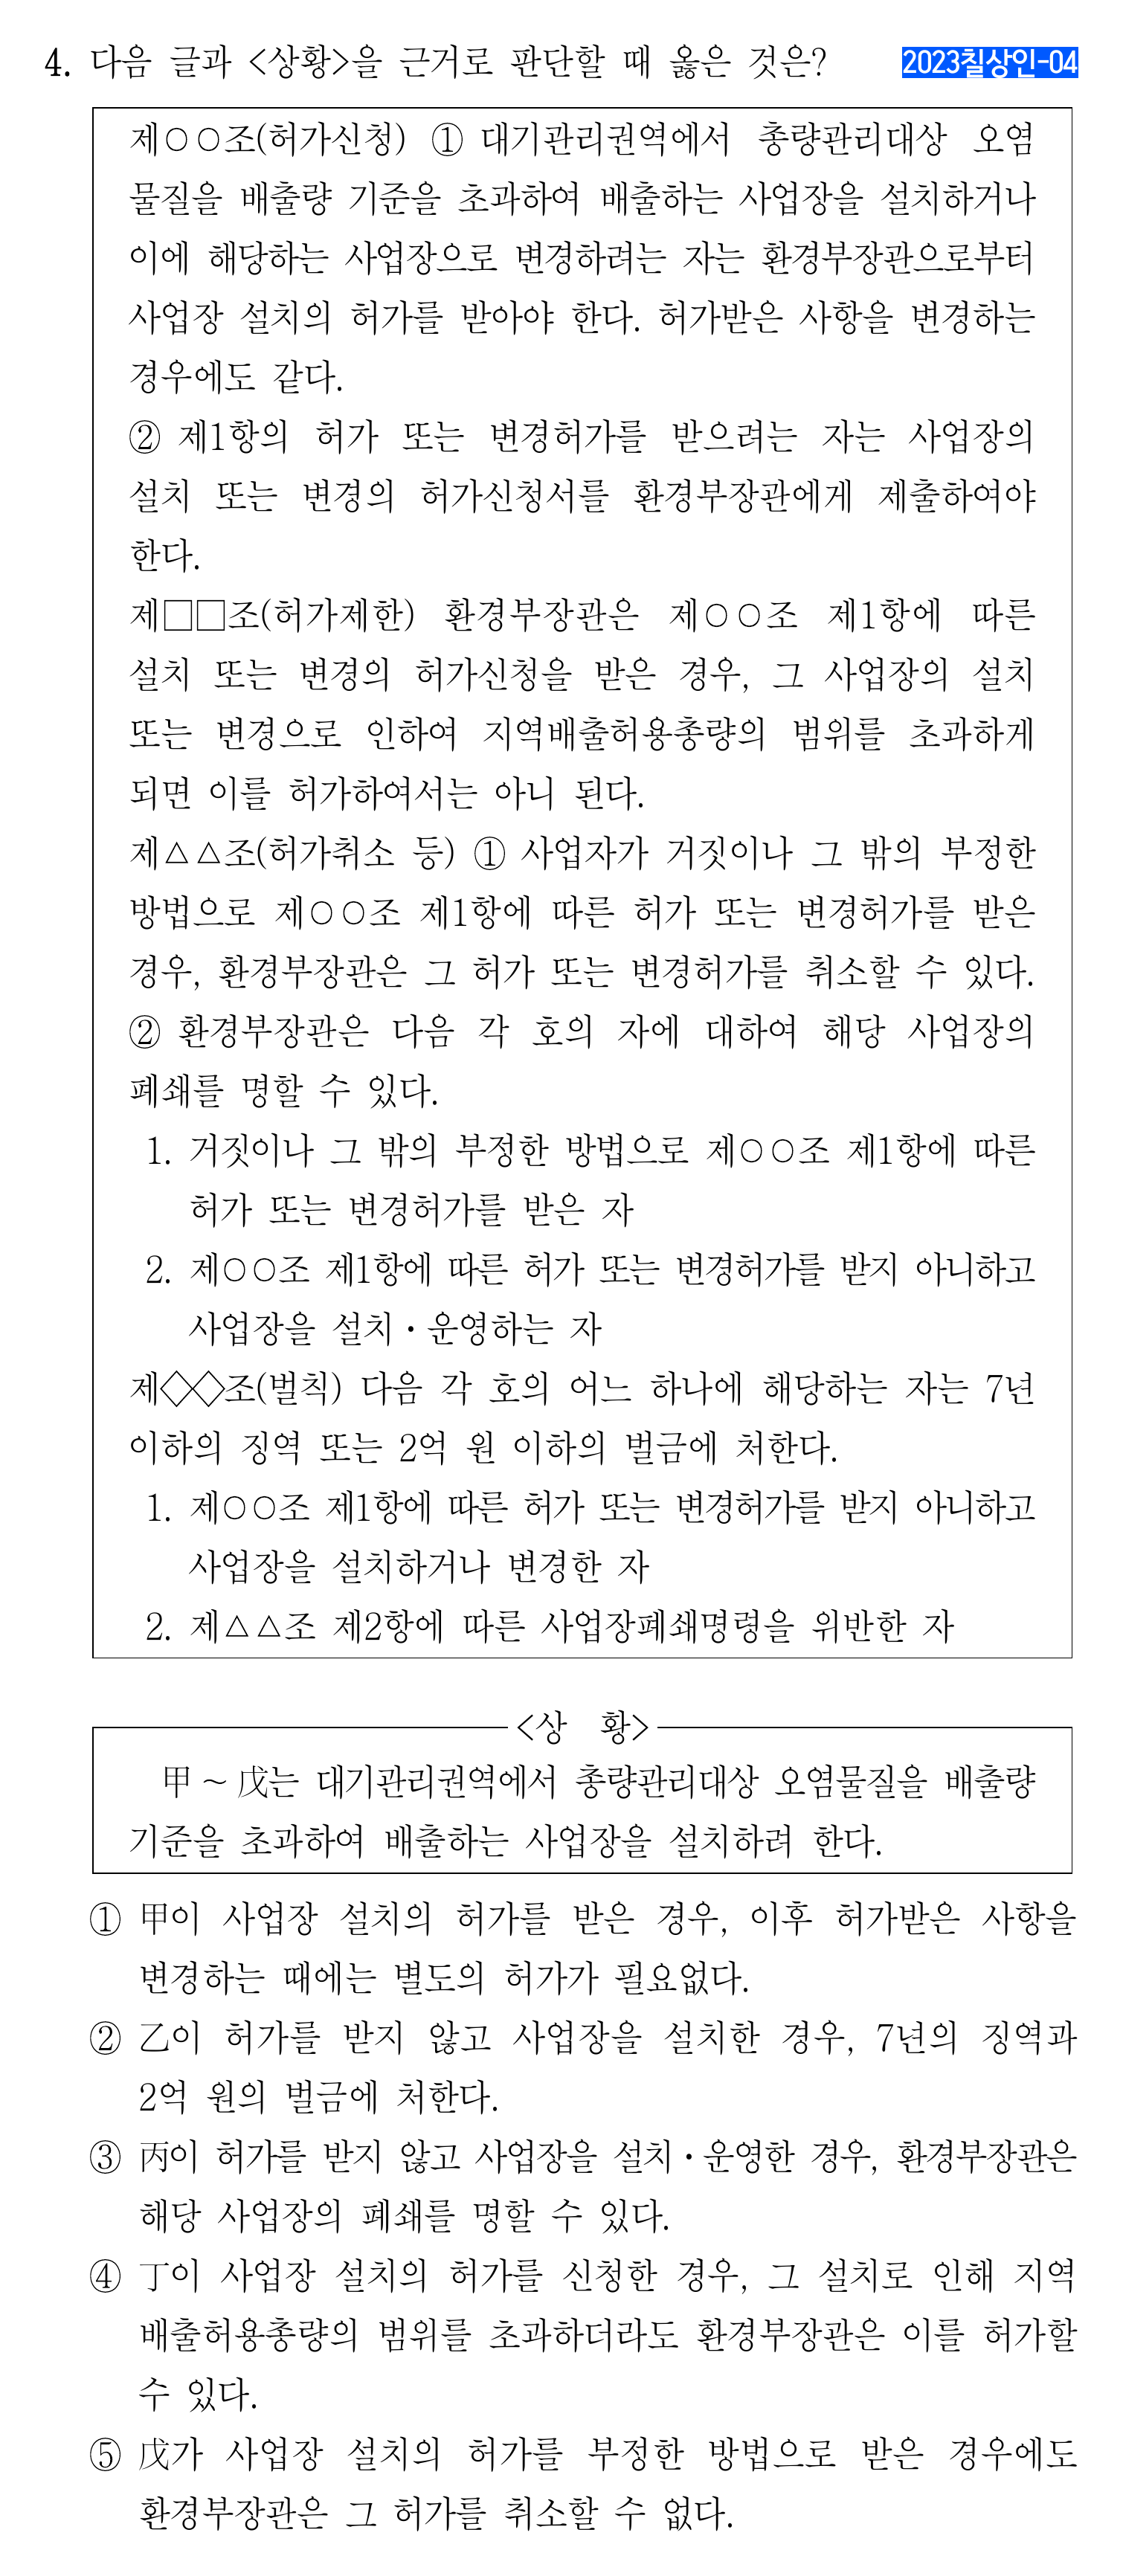 4. 다음 글과 <상황>을 근거로 판단할 때 옳은 것은? 2023칠상인-04
제○○조(허가신청) ① 대기관리권역에서 총량관리대상 오염
물질을 배출량 기준을 초과하여 배출하는 사업장을 설치하거나
이에 해당하는 사업장으로 변경하려는 자는 환경부장관으로부터
사업장 설치의 허가를 받아야 한다. 허가받은 사항을 변경하는
경우에도 같다.
② 제1항의 허가 또는 변경허가를 받으려는 자는 사업장의
설치 또는 변경의 허가신청서를 환경부장관에게 제출하여야
한다.
제□□조(허가제한) 환경부장관은 제○○조 제1항에 따른
설치 또는 변경의 허가신청을 받은 경우, 그 사업장의 설치
또는 변경으로 인하여 지역배출허용총량의 범위를 초과하게
되면 이를 허가하여서는 아니 된다.
제△△조(허가취소 등) ① 사업자가 거짓이나 그 밖의 부정한
방법으로 제○○조 제1항에 따른 허가 또는 변경허가를 받은
경우, 환경부장관은 그 허가 또는 변경허가를 취소할 수 있다.
② 환경부장관은 다음 각 호의 자에 대하여 해당 사업장의
폐쇄를 명할 수 있다.
1. 거짓이나 그 밖의 부정한 방법으로 제○○조 제1항에 따른
허가 또는 변경허가를 받은 자
2. 제○○조 제1항에 따른 허가 또는 변경허가를 받지 아니하고
사업장을 설치·운영하는 자
제◇◇조(벌칙) 다음 각 호의 어느 하나에 해당하는 자는 7년
이하의 징역 또는 2억 원 이하의 벌금에 처한다.
1. 제○○조 제1항에 따른 허가 또는 변경허가를 받지 아니하고
사업장을 설치하거나 변경한 자
2. 제△△조 제2항에 따른 사업장폐쇄명령을 위반한 자
<상 황>
甲~戊는 대기관리권역에서 총량관리대상 오염물질을 배출량
기준을 초과하여 배출하는 사업장을 설치하려 한다.
① 甲이 사업장 설치의 허가를 받은 경우, 이후 허가받은 사항을
변경하는 때에는 별도의 허가가 필요없다.
② 乙이 허가를 받지 않고 사업장을 설치한 경우, 7년의 징역과
2억 원의 벌금에 처한다.
③ 丙이 허가를 받지 않고 사업장을 설치·운영한 경우, 환경부장관은
해당 사업장의 폐쇄를 명할 수 있다.
④ 丁이 사업장 설치의 허가를 신청한 경우, 그 설치로 인해 지역
배출허용총량의 범위를 초과하더라도 환경부장관은 이를 허가할
수 있다.
⑤ 戊가 사업장 설치의 허가를 부정한 방법으로 받은 경우에도
환경부장관은 그 허가를 취소할 수 없다.